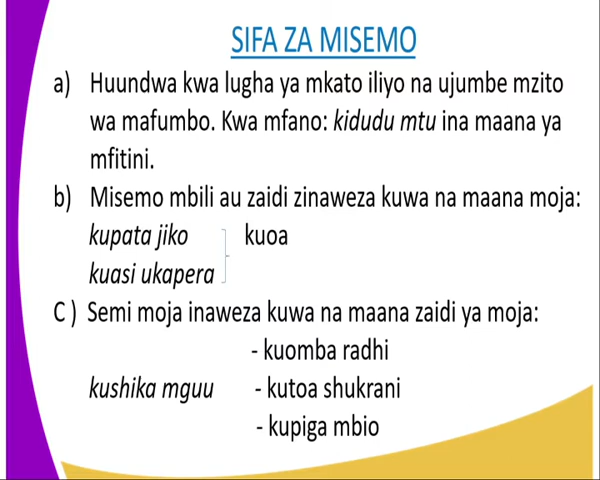 SIFA ZA MISEMO
a) Huundwa kwa lugha ya mkato iliyo na ujumbe mzito
wa mafumbo. Kwa mfano: kidudu mtu ina maana ya
mfitini.
b) Misemo mbili au zaidi zinaweza kuwa na maana moja:
kupata jiko kuoa
kuasi ukapera
C ) Semi moja inaweza kuwa na maana zaidi ya moja:
- kuomba radhi
kushika mguu - kutoa shukrani
- kupiga mbio